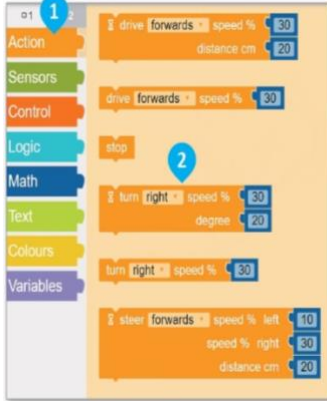 1 2
1
Action
Sensors
Control
Logic
Math
Text
Colours
Variables
drive forwards speed % 30
distance cm 20
drive forwards speed % 30
stop
2
turn right speed % 30
degree 20
turn right speed % 30
steer forwards speed % left 10
speed % right 30
distance cm 20